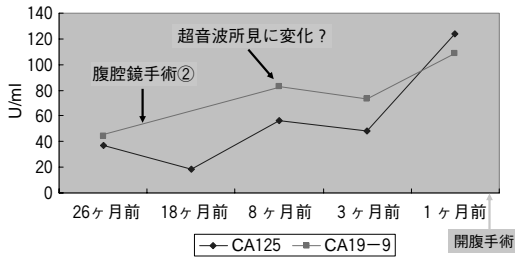 140
120
100
80
60
40
20
0
U/ml
超音波所見に変化？
腹腔鏡手術②
26ヶ月前
18ヶ月前
8ヶ月前
3ヶ月前
1ヶ月前
CA125
CA19－9
開腹手術